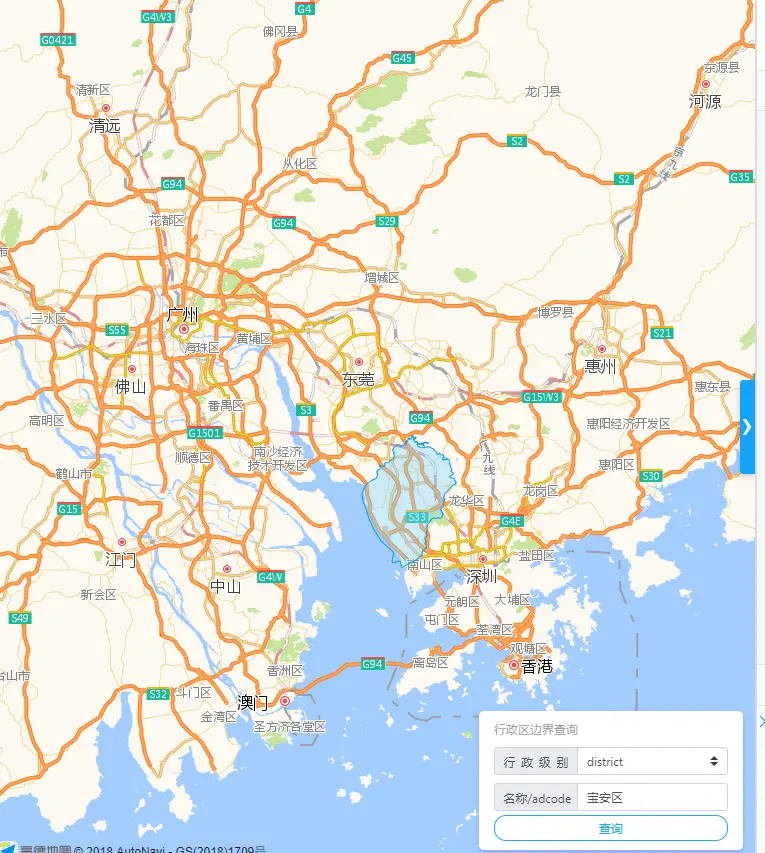 G4
G4W3
佛冈县
G0421
G45
东源县
清新区
龙门县
河源
清远
S2
京九线
从化区
G94
S2
G35
花都区
G94
S29
市
增城区
三水区
广州
博罗县
S55
黄埔区
S21
海珠区
惠州
佛山
东莞
惠东县
G15W3
番禺区
S3
G94
高明区
惠阳经济开发区
G1501
顺德区
南沙经济
技术开发区
九线
惠阳区
鹤山市
S30
龙岗区
龙华区
G15
S33
G4E
江门
盐田区
南山区
深圳
G4W
中山
新会区
元朗区
大埔区
S49
屯门区
荃湾区
观塘区
G94
离岛区
香港
香洲区
台山市
S32
斗门区
澳门
金湾区
圣方济各堂区
行政区边界查询
行政级别
district
名称/adcode
宝安区
查询
高德地图 © 2018 AutoNavi - GS(2018)1709号